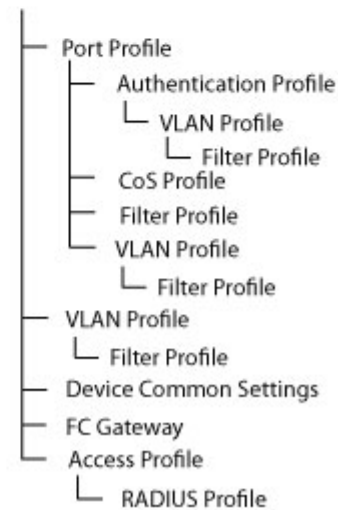 Port Profile
Authentication Profile
VLAN Profile
Filter Profile
CoS Profile
Filter Profile
VLAN Profile
Filter Profile
VLAN Profile
Filter Profile
Device Common Settings
FC Gateway
Access Profile
RADIUS Profile